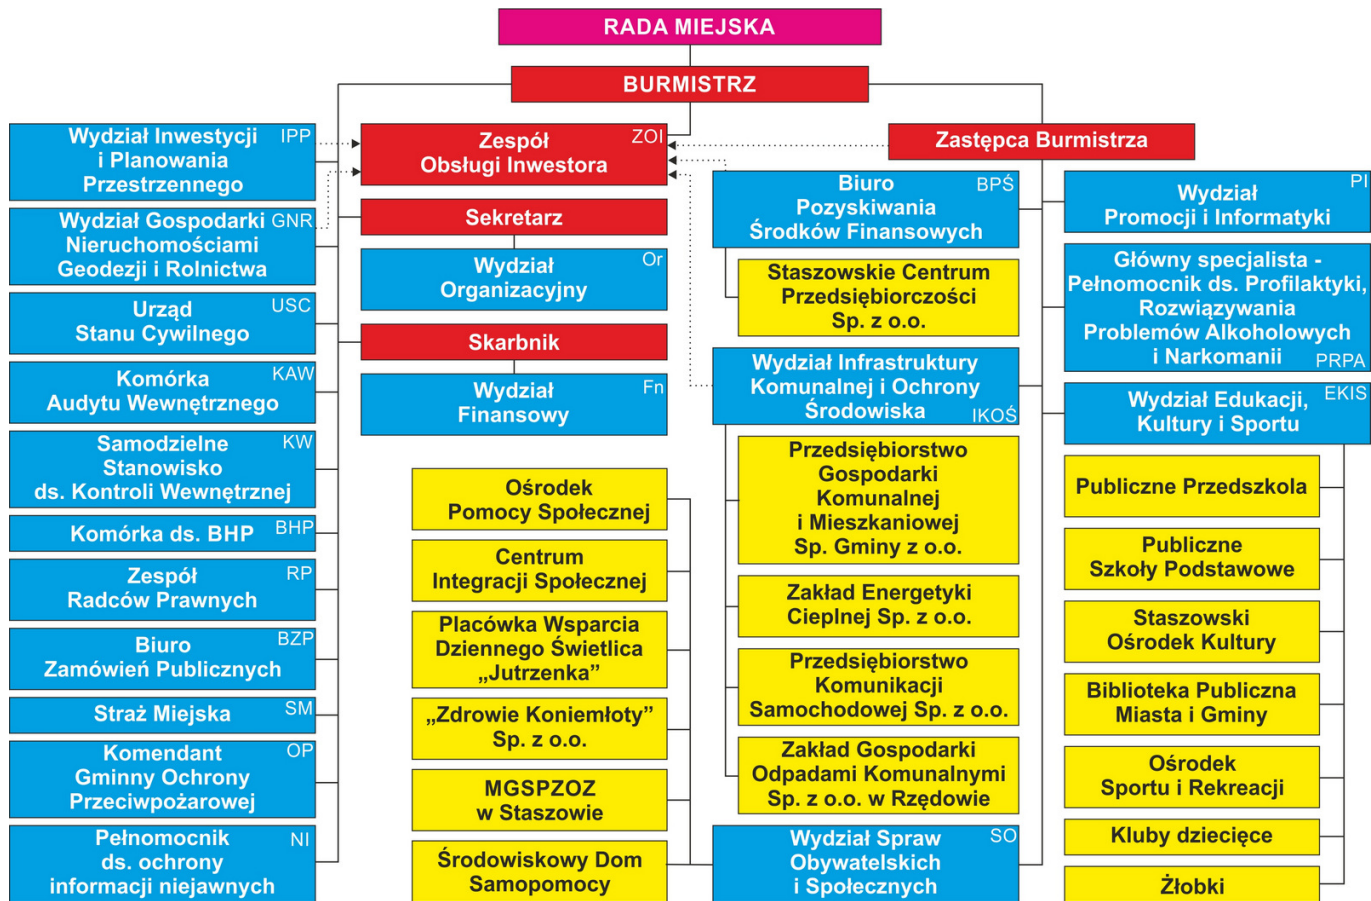 RADA MIEJSKA
BURMISTRZ
Wydział Inwestycji
i Planowania
Przestrzennego
IPP
Wydział Gospodarki
Nieruchomościami
Geodezji i Rolnictwa
GNR
Urząd
Stanu Cywilnego
USC
Komórka
Audytu Wewnętrznego
KAW
Samodzielne
Stanowisko
ds. Kontroli Wewnętrznej
KW
Komórka ds. BHP
BHP
Zespół
Radców Prawnych
RP
Biuro
Zamówień Publicznych
BZP
Straż Miejska
SM
Komendant
Gminny Ochrony
Przeciwpożarowej
OP
Pełnomocnik
ds. ochrony
informacji niejawnych
NI
Zespół
Obsługi Inwestora
ZOI
Sekretarz
Wydział
Organizacyjny
Or
Skarbnik
Wydział
Finansowy
Fn
Ośrodek
Pomocy Społecznej
Centrum
Integracji Społecznej
Placówka Wsparcia
Dziennego Świetlica
„Jutrzenka”
„Zdrowie Koniemłoty”
Sp. z o.o.
MGSPZOZ
w Staszowie
Środowiskowy Dom
Samopomocy
Zastępca Burmistrza
Biuro
Pozyskiwania
Środków Finansowych
BPŚ
Staszowskie Centrum
Przedsiębiorczości
Sp. z o.o.
Wydział Infrastruktury
Komunalnej i Ochrony
Środowiska
IKOŚ
Przedsiębiorstwo
Gospodarki
Komunalnej
i Mieszkaniowej
Sp. Gminy z o.o.
Zakład Energetyki
Cieplnej Sp. z o.o.
Przedsiębiorstwo
Komunikacji
Samochodowej Sp. z o.o.
Zakład Gospodarki
Odpadami Komunalnymi
Sp. z o.o. w Rzędowie
Wydział Spraw
Obywatelskich
i Społecznych
SO
Wydział
Promocji i Informatyki
PI
Główny specjalista -
Pełnomocnik ds. Profilaktyki,
Rozwiązywania
Problemów Alkoholowych
i Narkomanii
PRPA
Wydział Edukacji,
Kultury i Sportu
EKIS
Publiczne Przedszkola
Publiczne
Szkoły Podstawowe
Staszowski
Ośrodek Kultury
Biblioteka Publiczna
Miasta i Gminy
Ośrodek
Sportu i Rekreacji
Kluby dziecięce
Żłobki